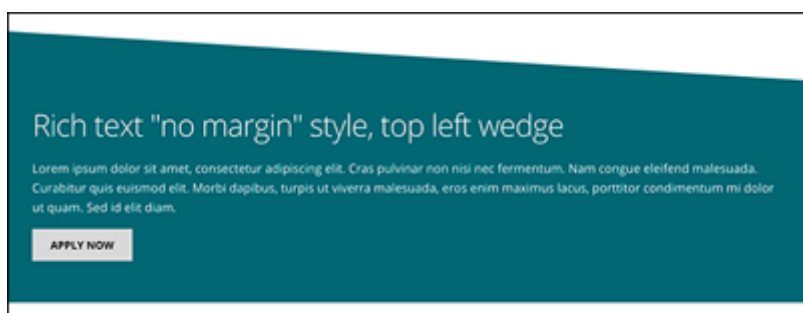 Rich text "no margin" style, top left wedge
Lorem ipsum dolor sit amet, consectetur adipiscing elit. Cras pulvinar non nisi nec fermentum. Nam congue eleifend malesuada.
Curabitur quis euismod elit. Morbi dapibus, turpis ut viverra malesuada, eros enim maximus lacus, porttitor condimentum mi dolor
ut quam. Sed id elit diam.
APPLY NOW